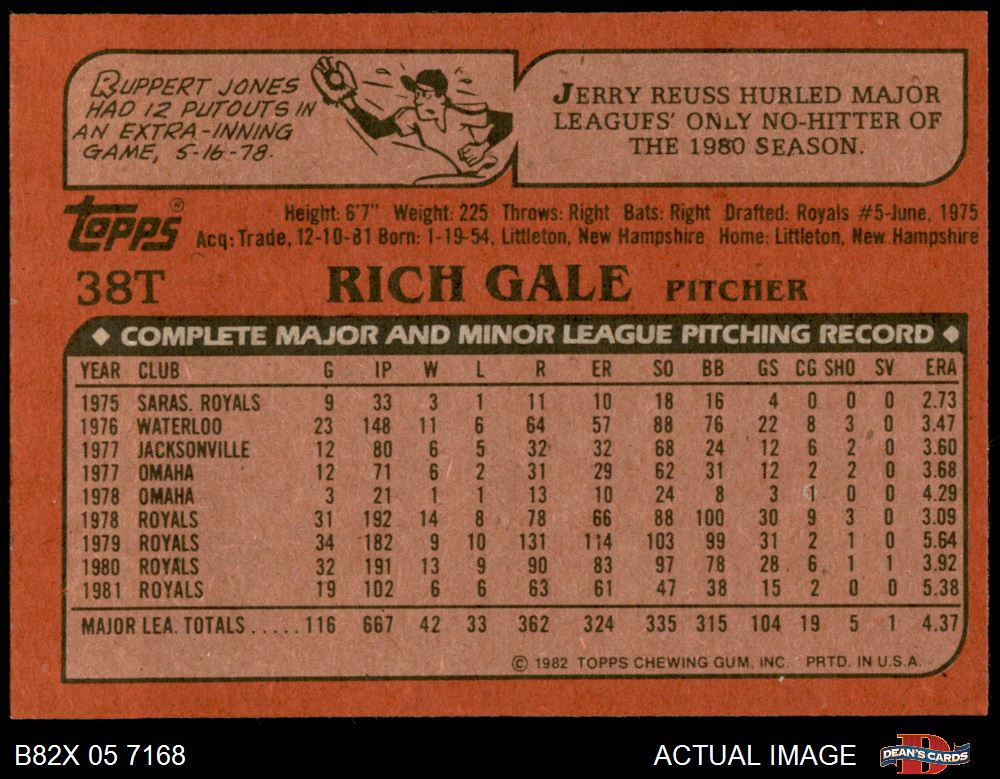 RUPPERT JONES
HAD 12 PUTOUTS IN
AN EXTRA-INNING
GAME, 5-16-78.
JERRY REUSS HURLED MAJOR
LEAGUES' ONLY NO-HITTER OF
THE 1980 SEASON.
TOPPS®
Height: 6'7" Weight: 225 Throws: Right Bats: Right Drafted: Royals #5-June, 1975
Acq: Trade, 12-10-81 Born: 1-19-54, Littleton, New Hampshire Home: Littleton, New Hampshire
38T RICH GALE PITCHER
◆ COMPLETE MAJOR AND MINOR LEAGUE PITCHING RECORD ◆
YEAR CLUB G IP W L R ER SO BB GS CG SHO SV ERA
1975 SARAS. ROYALS 9 33 3 1 11 10 18 16 4 0 0 0 2.73
1976 WATERLOO 23 148 11 6 64 57 88 76 22 8 3 0 3.47
1977 JACKSONVILLE 12 80 6 5 32 32 68 24 12 6 2 0 3.60
1977 OMAHA 12 71 6 2 31 29 62 31 12 2 2 0 3.68
1978 OMAHA 3 21 1 1 13 10 24 8 3 1 0 0 4.29
1978 ROYALS 31 192 14 8 78 66 88 100 30 9 3 0 3.09
1979 ROYALS 34 182 9 10 131 114 103 99 31 2 1 0 5.64
1980 ROYALS 32 191 13 9 90 83 97 78 28 6 1 1 3.92
1981 ROYALS 19 102 6 6 63 61 47 38 15 2 0 0 5.38
MAJOR LEA. TOTALS.....116 667 42 33 362 324 335 315 104 19 5 1 4.37
© 1982 TOPPS CHEWING GUM, INC. PRTD. IN U.S.A.
B82X 05 7168 ACTUAL IMAGE DEAN'S CARDS